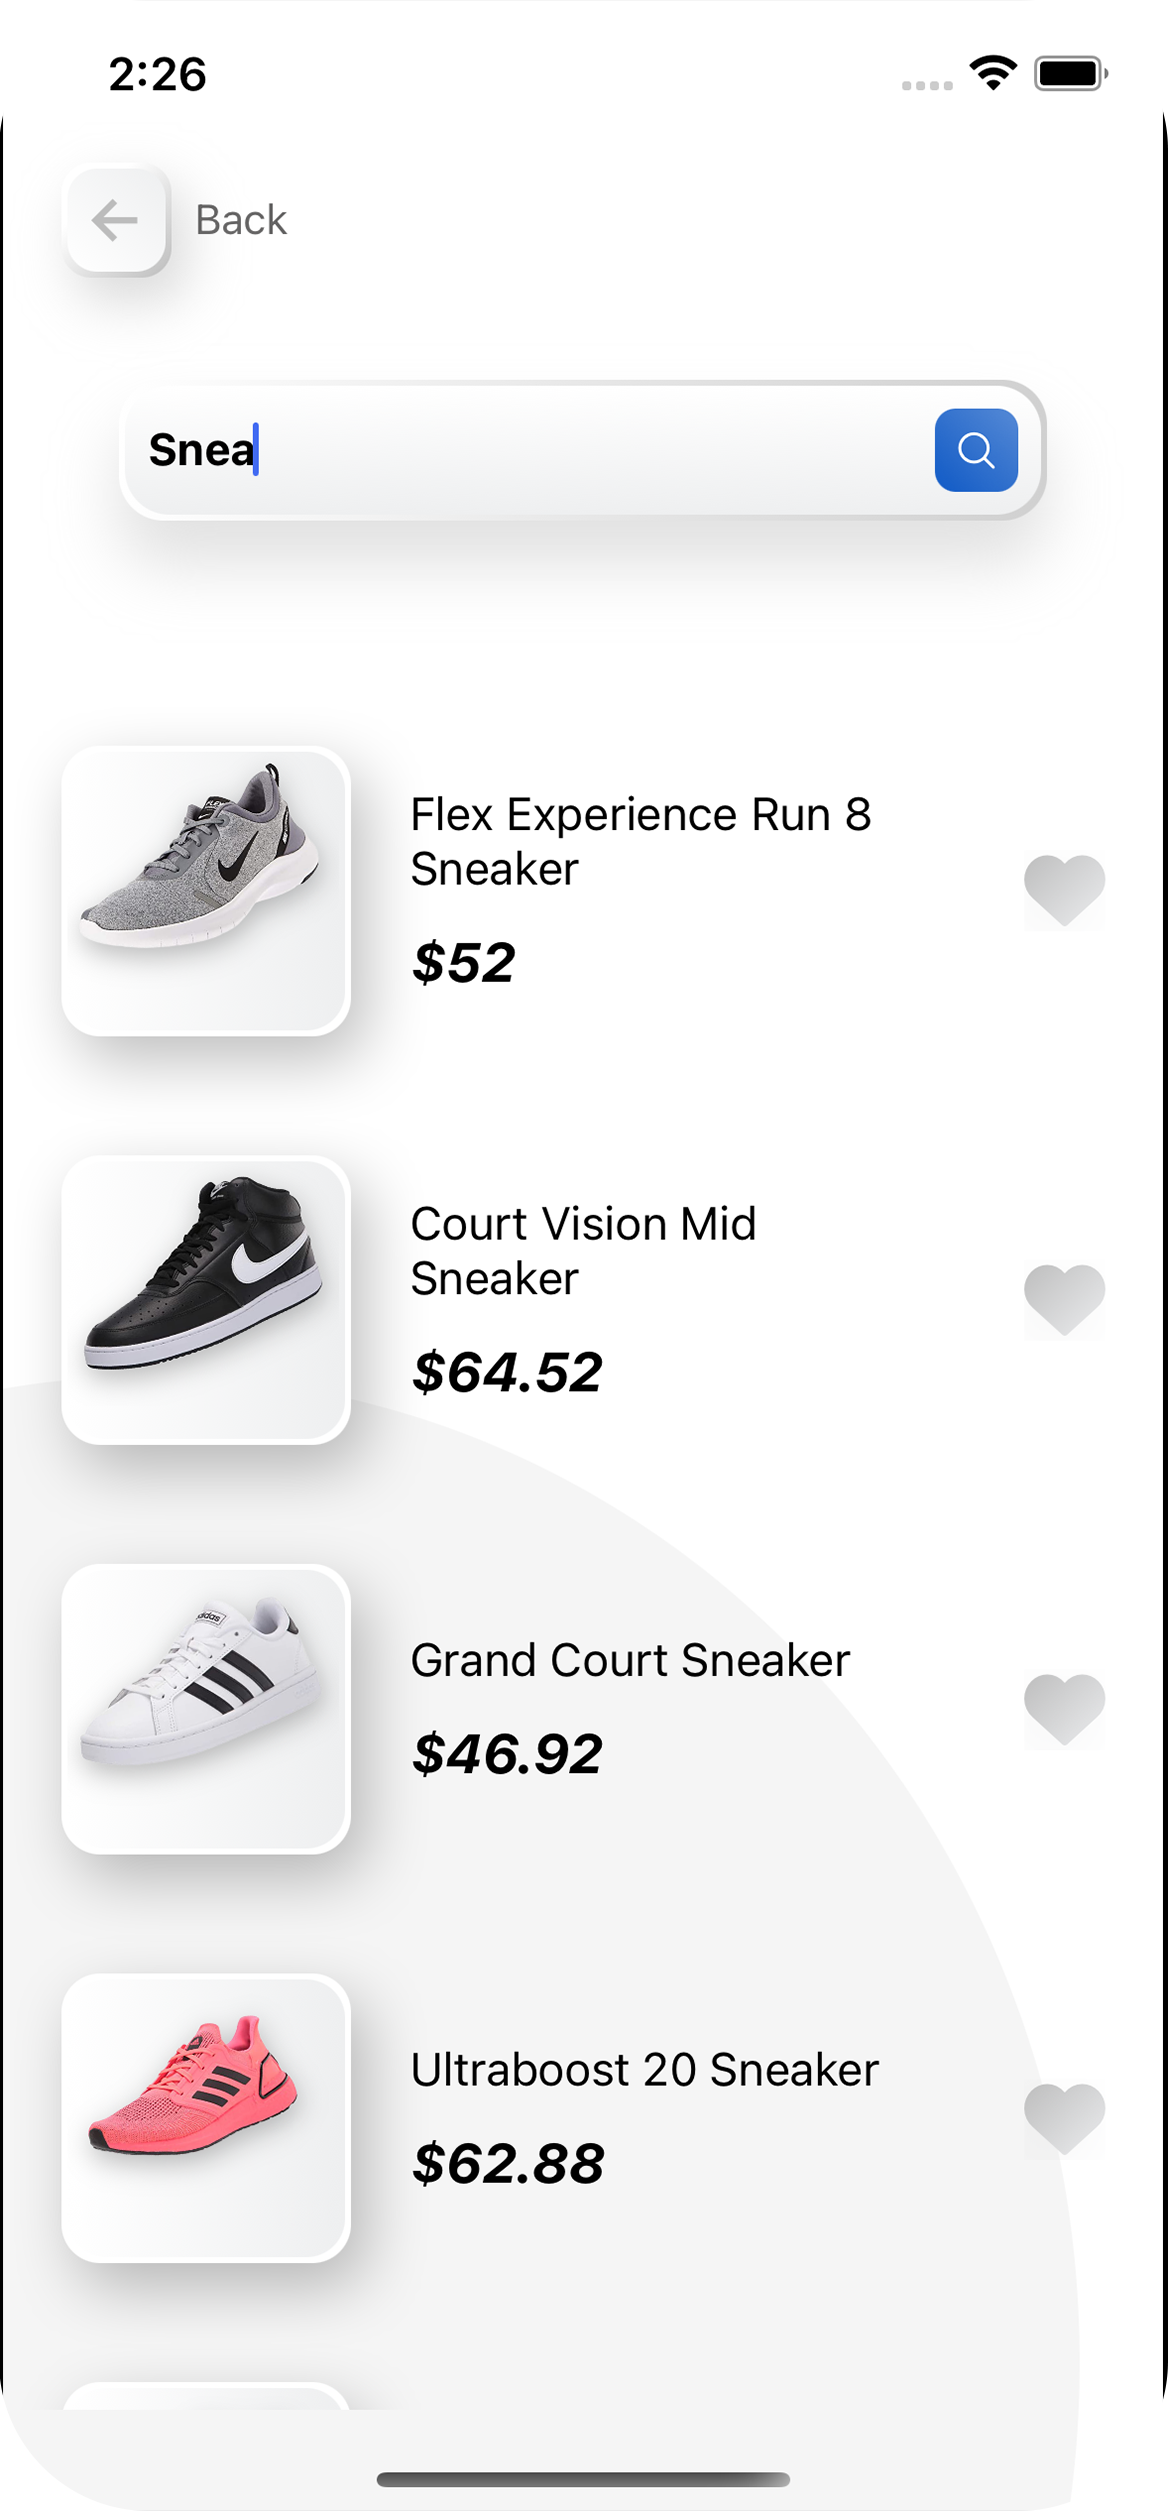 2:26
Back
Snea
Flex Experience Run 8
Sneaker
$52
Court Vision Mid
Sneaker
$64.52
adidas
Grand Court Sneaker
$46.92
Ultraboost 20 Sneaker
$62.88